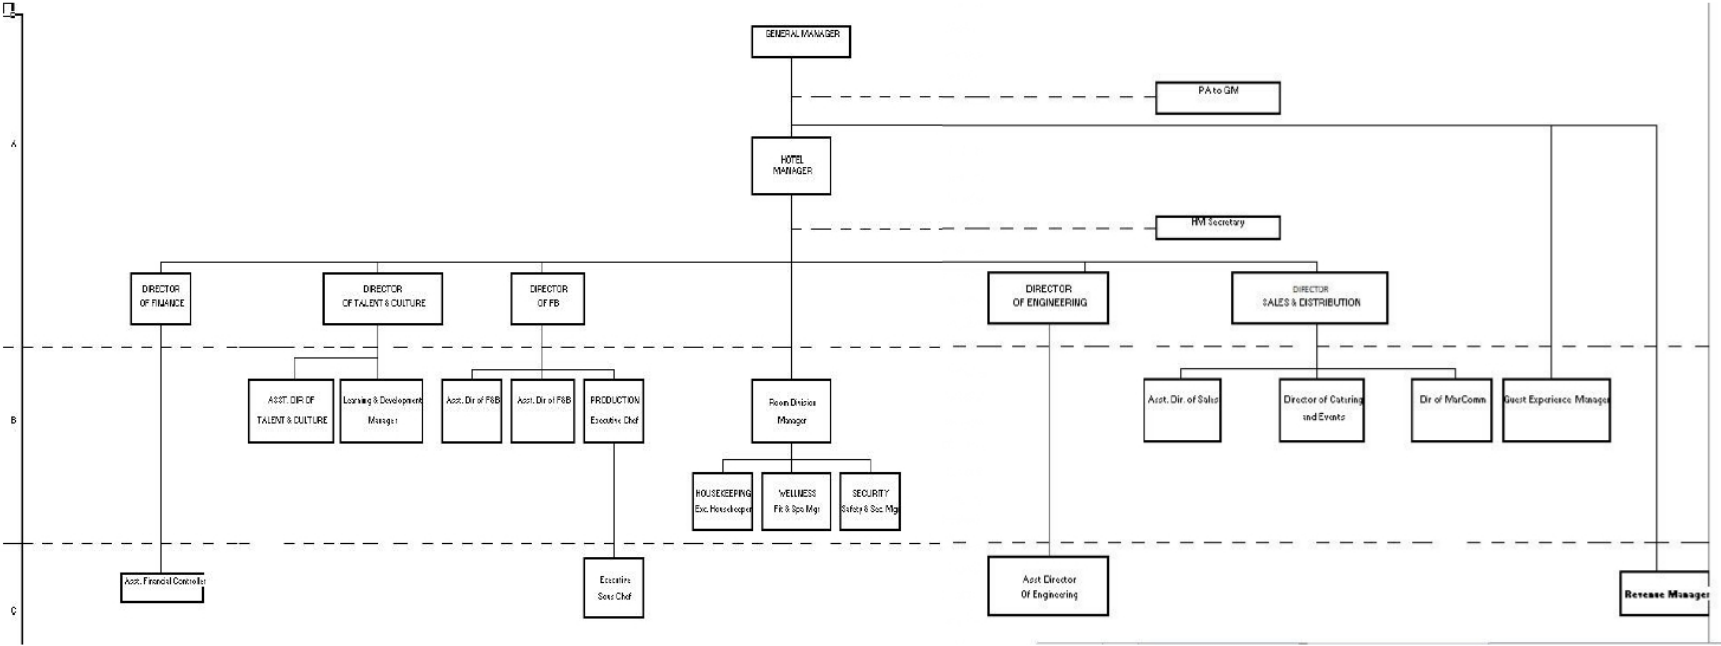 GENERAL MANAGER
PA to GM
A
HOTEL
MANAGER
HM Secretary
DIRECTOR
OF FINANCE
DIRECTOR
OF TALENT & CULTURE
DIRECTOR
OF FB
DIRECTOR
OF ENGINEERING
DIRECTOR
SALES & DISTRIBUTION
B
ASST. DIR OF
TALENT & CULTURE
Learning & Development
Manager
Asst. Dir of F&B
Asst. Dir of F&B
PRODUCTION
Executive Chef
Room Division
Manager
Asst. Dir. of Sales
Director of Catering
and Events
Dir of MarComm
Guest Experience Manager
HOUSEKEEPING
Exc. Housekeeper
WELLNESS
Fit & Spa Mgr
SECURITY
Safety & Sec. Mgr
C
Asst. Financial Controller
Executive
Sous Chef
Asst Director
Of Engineering
Revenue Manager